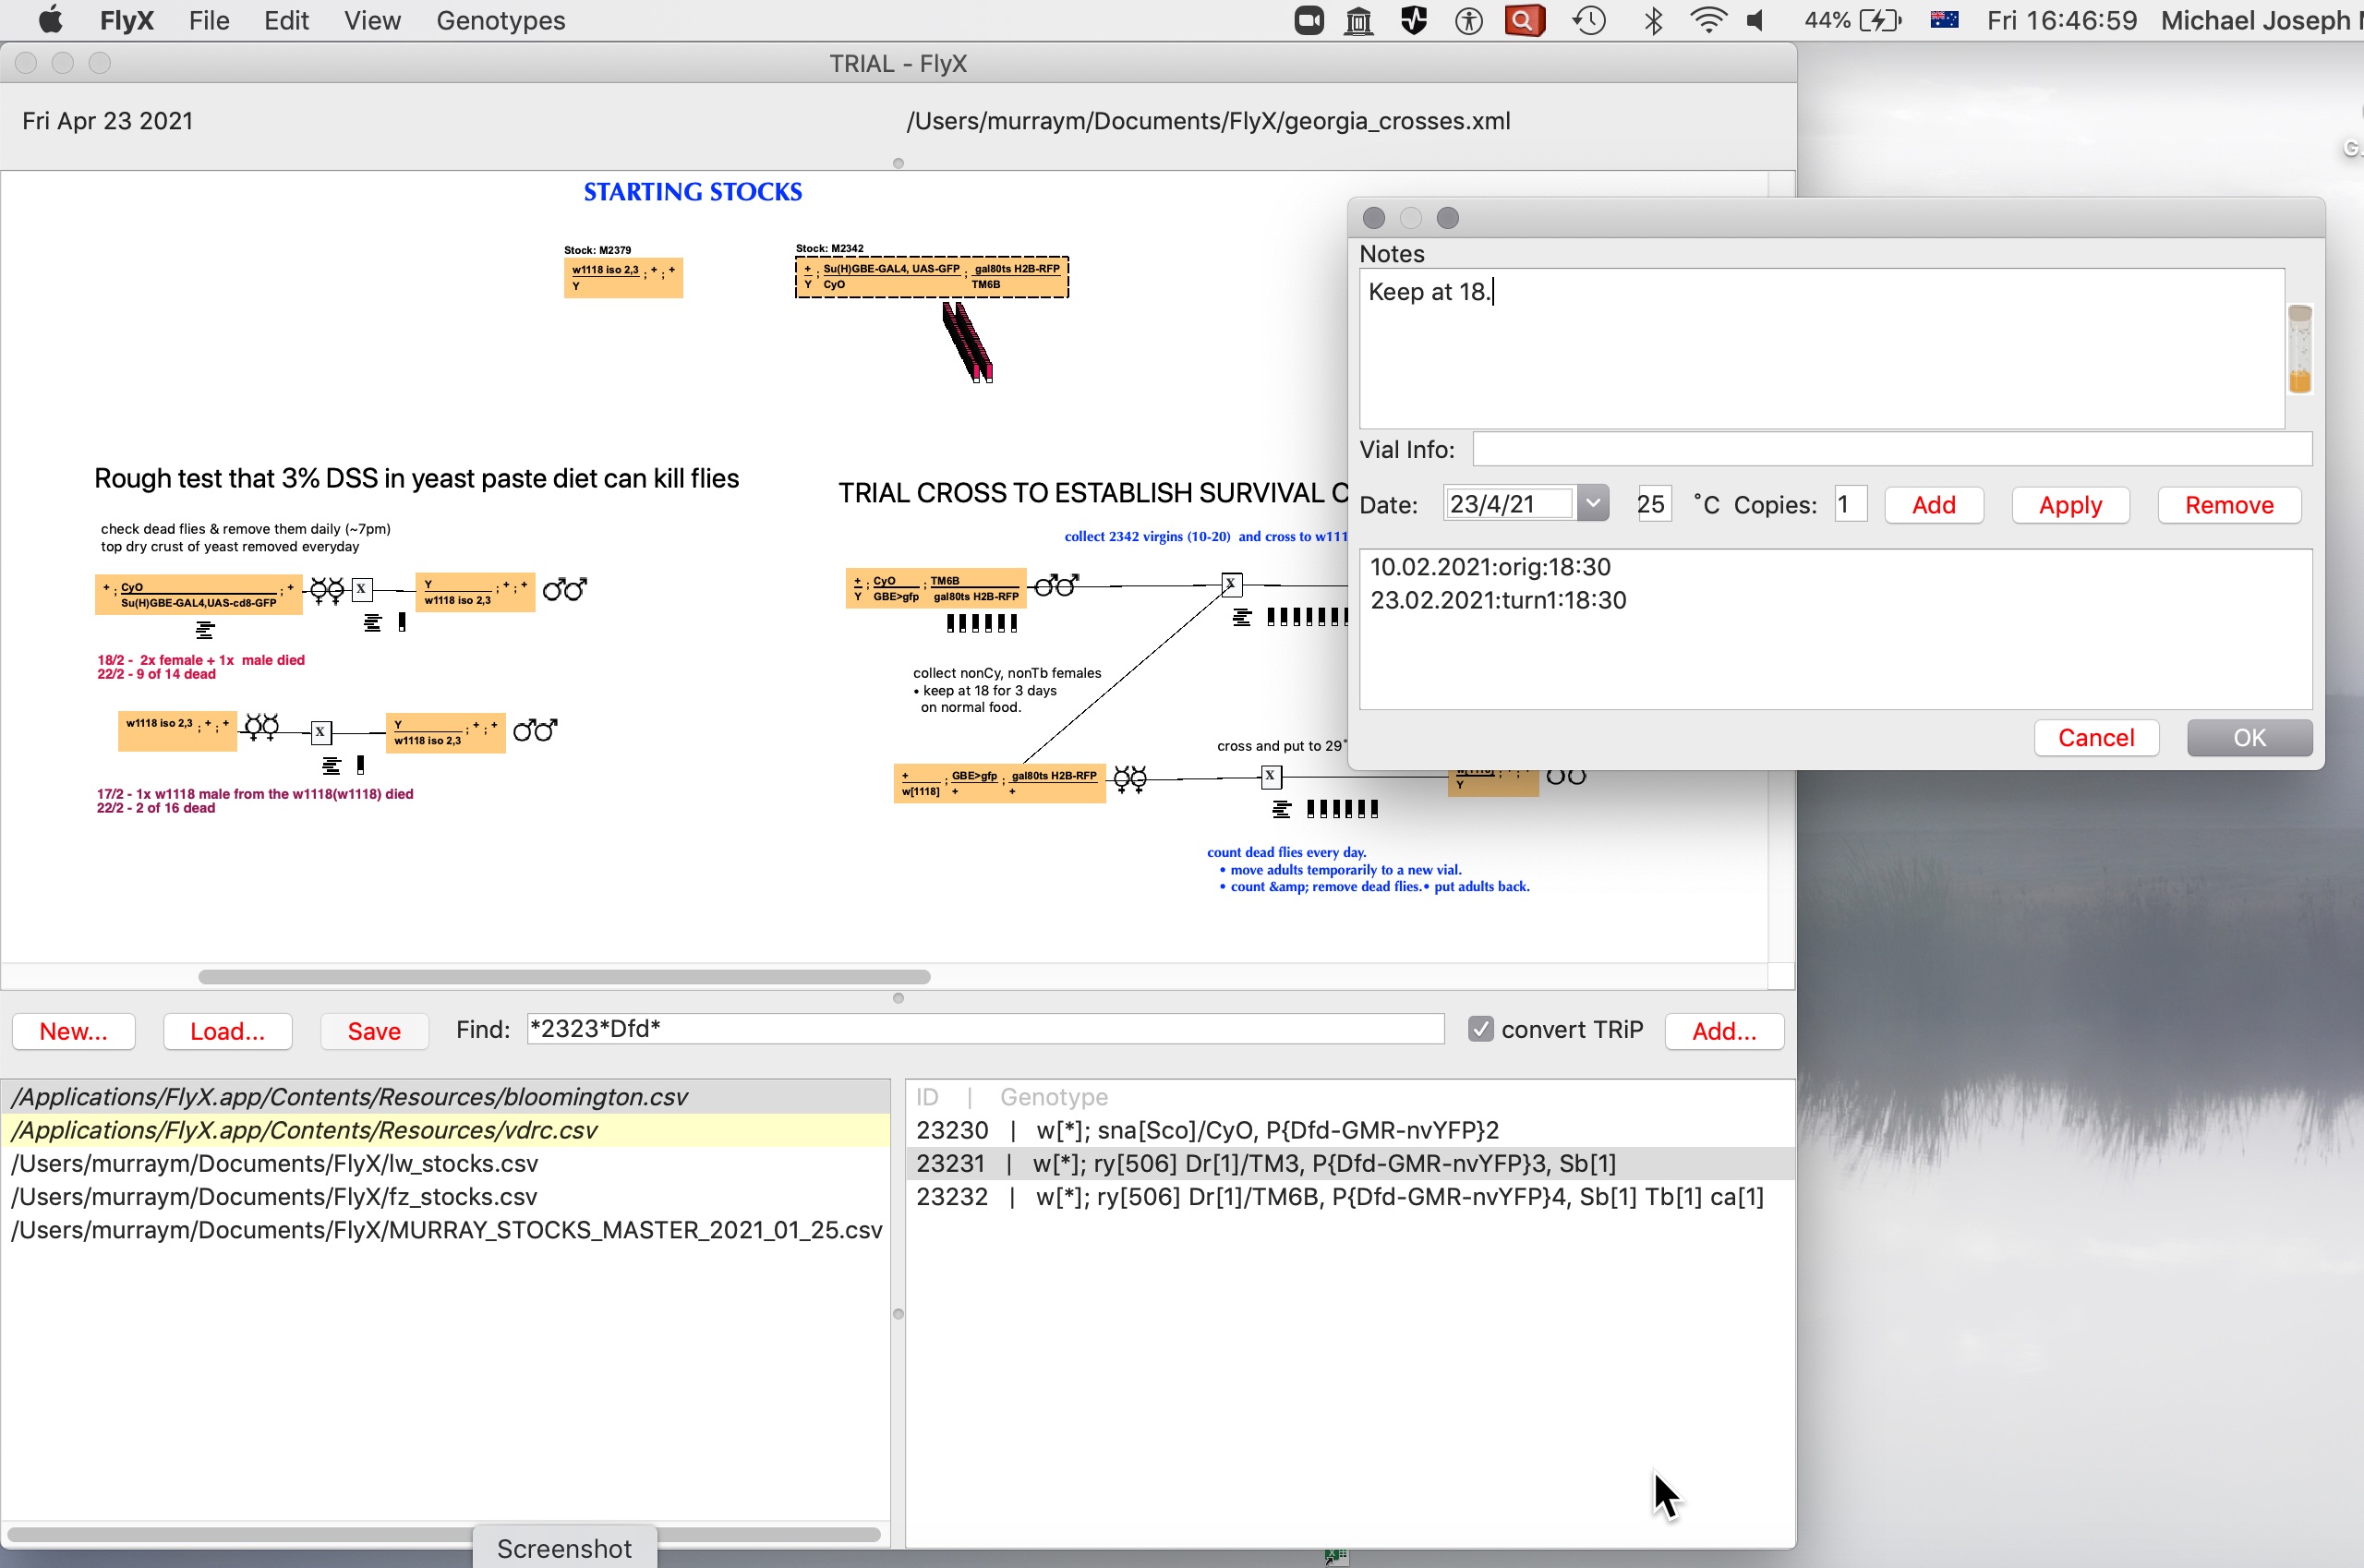 FlyX File Edit View Genotypes 44% Fri 16:46:59 Michael Joseph
TRIAL - FlyX
Fri Apr 23 2021 /Users/murraym/Documents/FlyX/georgia_crosses.xml
G.
STARTING STOCKS
Stock: M2379
w1118 iso 2,3 ; + ; +
Y
Stock: M2342
+ ; Su(H)GBE-GAL4, UAS-GFP ; gal80ts H2B-RFP
Y CyO TM6B
Rough test that 3% DSS in yeast paste diet can kill flies
check dead flies & remove them daily (~7pm)
top dry crust of yeast removed everyday
+ ; CyO ; +
Su(H)GBE-GAL4,UAS-cd8-GFP
X
Y ; + ; +
w1118 iso 2,3
18/2 - 2x female + 1x male died
22/2 - 9 of 14 dead
w1118 iso 2,3 ; + ; +
X
Y ; + ; +
w1118 iso 2,3
17/2 - 1x w1118 male from the w1118(w1118) died
22/2 - 2 of 16 dead
TRIAL CROSS TO ESTABLISH SURVIVAL C
collect 2342 virgins (10-20) and cross to w111
+ ; CyO ; TM6B
Y GBE>gfp gal80ts H2B-RFP
X
collect nonCy, nonTb females
• keep at 18 for 3 days
on normal food.
cross and put to 29°
+ ; GBE>gfp ; gal80ts H2B-RFP
w[1118] + +
X
w[1118] ; + ; +
Y
count dead flies every day.
• move adults temporarily to a new vial.
• count &amp; remove dead flies.• put adults back.
Notes
Keep at 18.
Vial Info:
Date: 23/4/21 25 °C Copies: 1 Add Apply Remove
10.02.2021:orig:18:30
23.02.2021:turn1:18:30
Cancel OK
New... Load... Save Find: *2323*Dfd* convert TRiP Add...
/Applications/FlyX.app/Contents/Resources/bloomington.csv
/Applications/FlyX.app/Contents/Resources/vdrc.csv
/Users/murraym/Documents/FlyX/lw_stocks.csv
/Users/murraym/Documents/FlyX/fz_stocks.csv
/Users/murraym/Documents/FlyX/MURRAY_STOCKS_MASTER_2021_01_25.csv
ID | Genotype
23230 | w[*]; sna[Sco]/CyO, P{Dfd-GMR-nvYFP}2
23231 | w[*]; ry[506] Dr[1]/TM3, P{Dfd-GMR-nvYFP}3, Sb[1]
23232 | w[*]; ry[506] Dr[1]/TM6B, P{Dfd-GMR-nvYFP}4, Sb[1] Tb[1] ca[1]
Screenshot